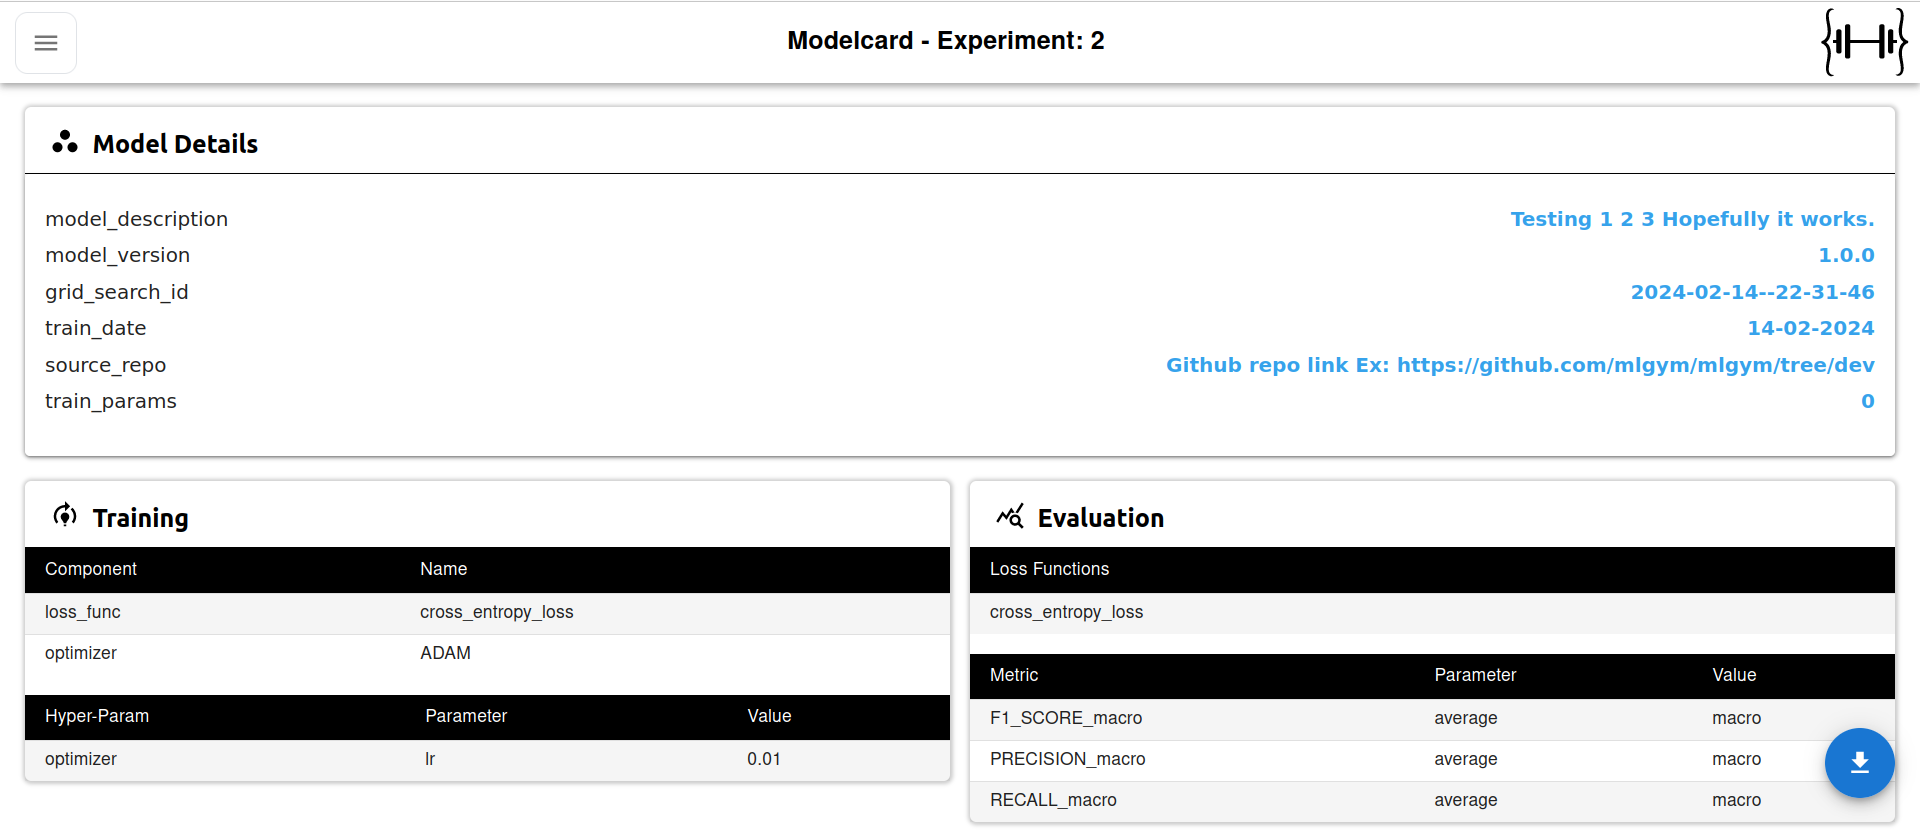 Modelcard - Experiment: 2
Model Details
model_description Testing 1 2 3 Hopefully it works.
model_version 1.0.0
grid_search_id 2024-02-14--22-31-46
train_date 14-02-2024
source_repo Github repo link Ex: https://github.com/mlgym/mlgym/tree/dev
train_params 0
Training
Component Name
loss_func cross_entropy_loss
optimizer ADAM
Hyper-Param Parameter Value
optimizer lr 0.01
Evaluation
Loss Functions
cross_entropy_loss
Metric Parameter Value
F1_SCORE_macro average macro
PRECISION_macro average macro
RECALL_macro average macro